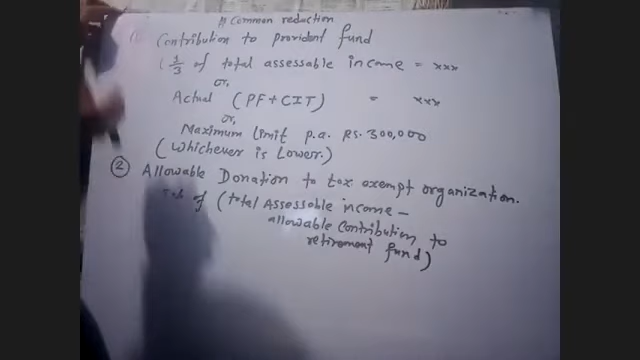 # Common reduction
(1) Contribution to provident fund
( 1/3 of total assessable income = xxx
or,
Actual (PF+CIT) = xxx
or,
Maximum limit p.a. Rs. 300,000
(whichever is lower.)
② Allowable Donation to tax exempt organization.
of (total Assessable income –
allowable Contribution to
retirement fund)